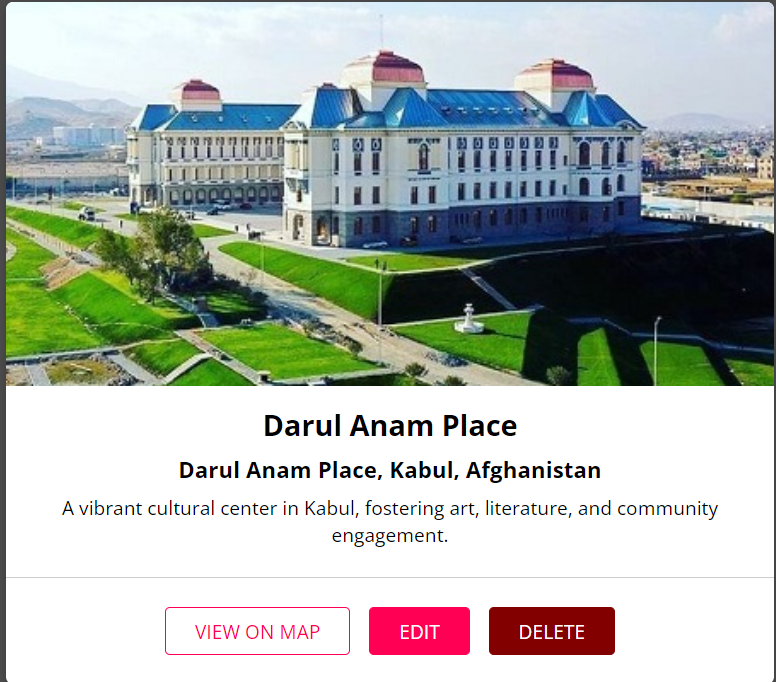 Darul Anam Place
Darul Anam Place, Kabul, Afghanistan
A vibrant cultural center in Kabul, fostering art, literature, and community
engagement.
VIEW ON MAP EDIT DELETE